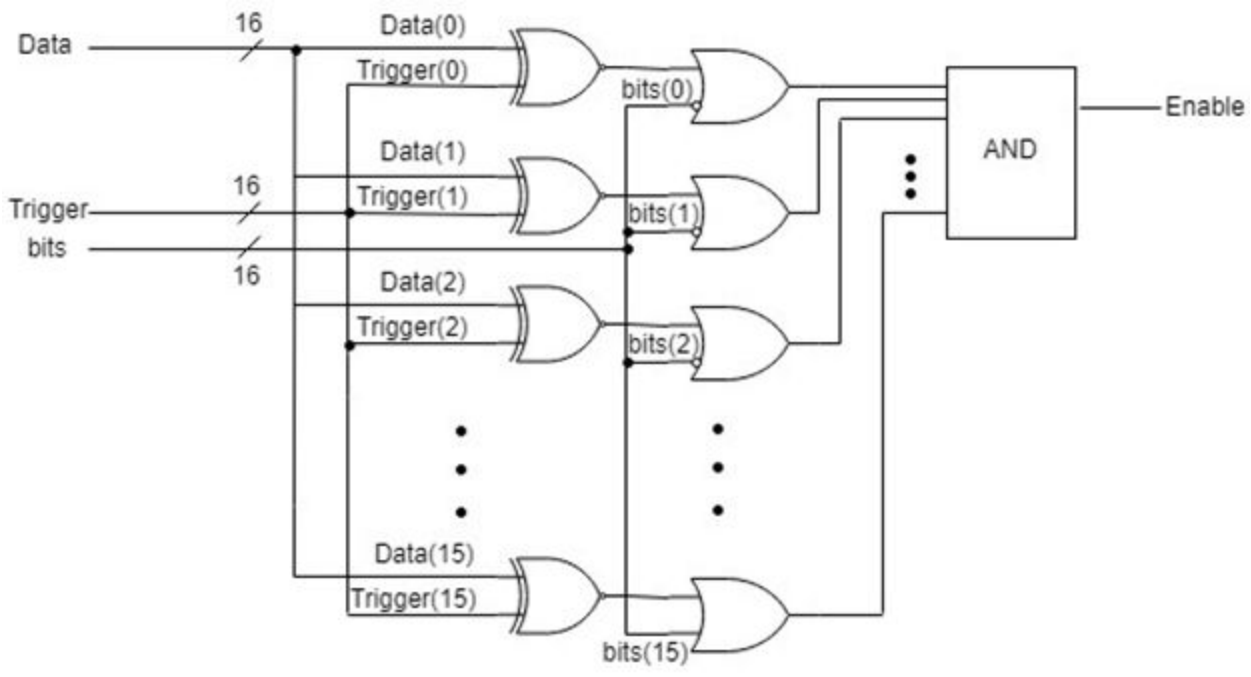 Data
16
Data(0)
Trigger(0)
bits(0)
Enable
AND
Data(1)
Trigger
16
Trigger(1)
bits(1)
bits
16
Data(2)
Trigger(2)
bits(2)
Data(15)
Trigger(15)
bits(15)